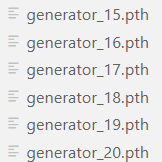 generator_15.pth
generator_16.pth
generator_17.pth
generator_18.pth
generator_19.pth
generator_20.pth